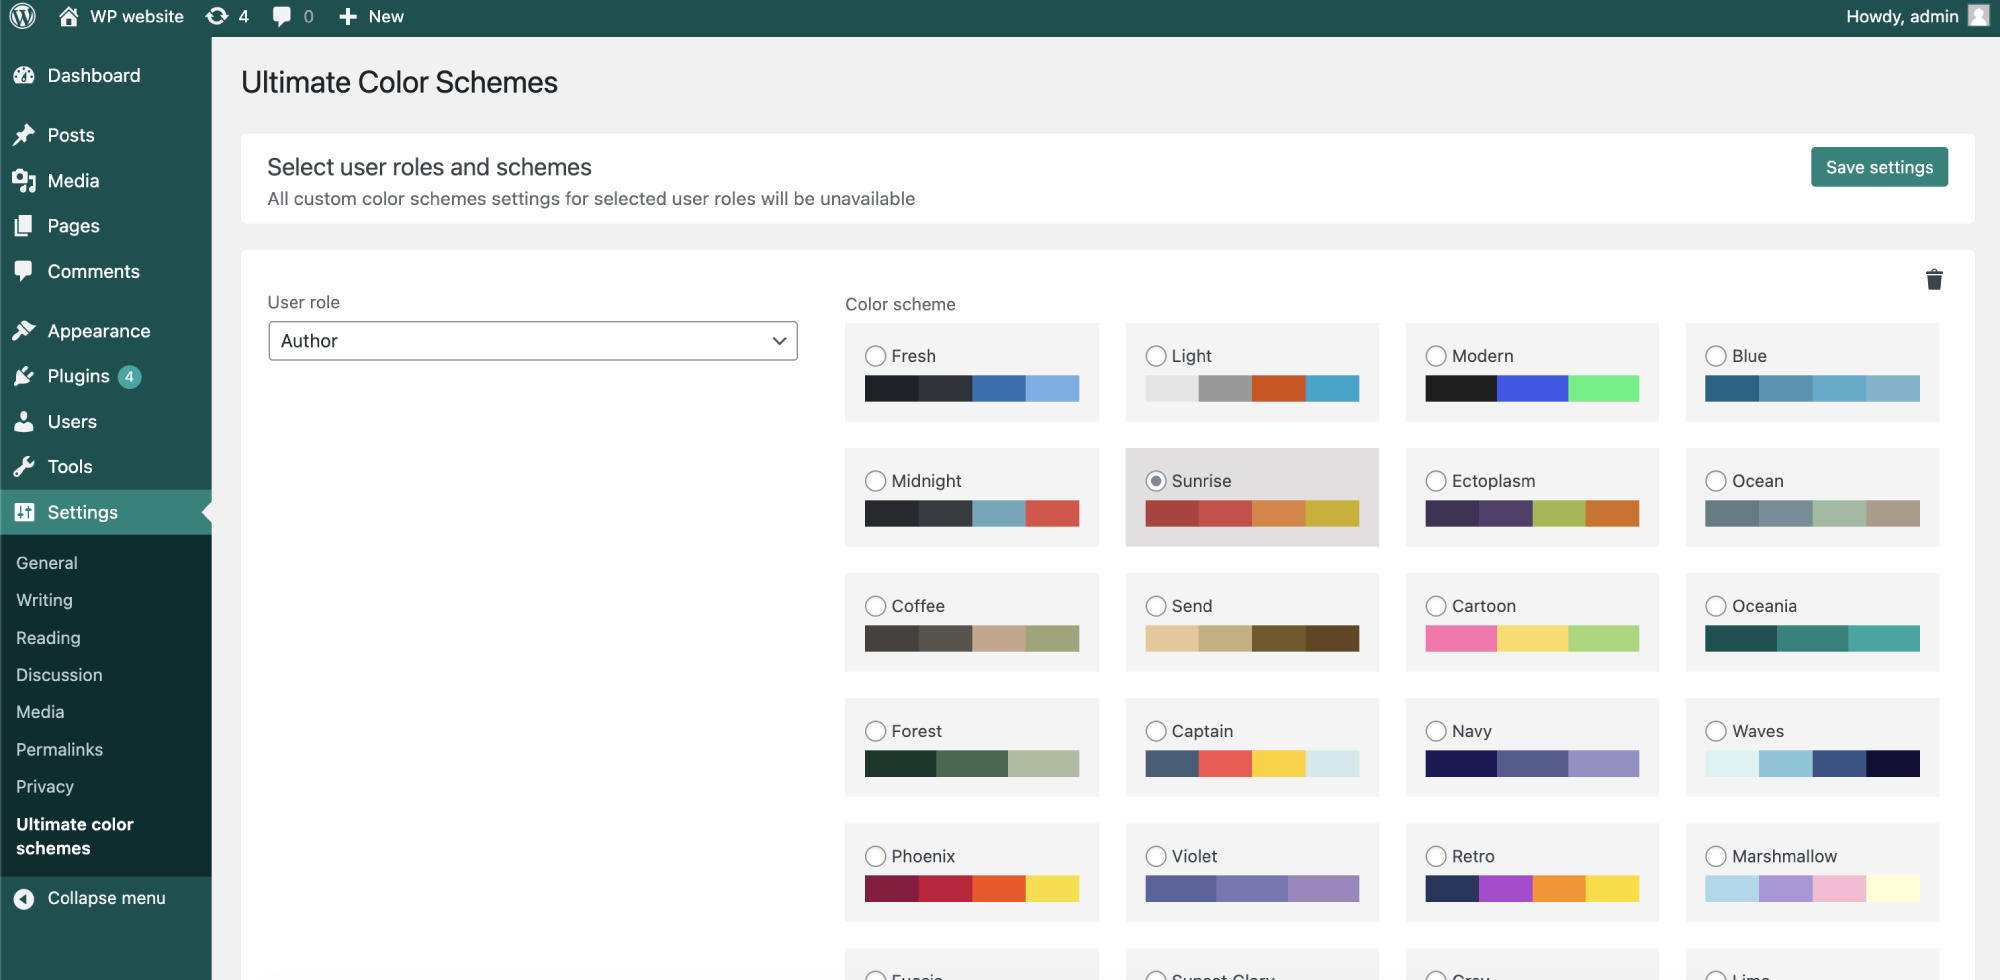 WP website 4 0 New Howdy, admin
Dashboard
Posts
Media
Pages
Comments
Appearance
Plugins 4
Users
Tools
Settings
General
Writing
Reading
Discussion
Media
Permalinks
Privacy
Ultimate color
schemes
Collapse menu
Ultimate Color Schemes
Select user roles and schemes
All custom color schemes settings for selected user roles will be unavailable
Save settings
User role
Author
Color scheme
Fresh Light Modern Blue
Midnight Sunrise Ectoplasm Ocean
Coffee Send Cartoon Oceania
Forest Captain Navy Waves
Phoenix Violet Retro Marshmallow
Sunset Glory Gray Lime